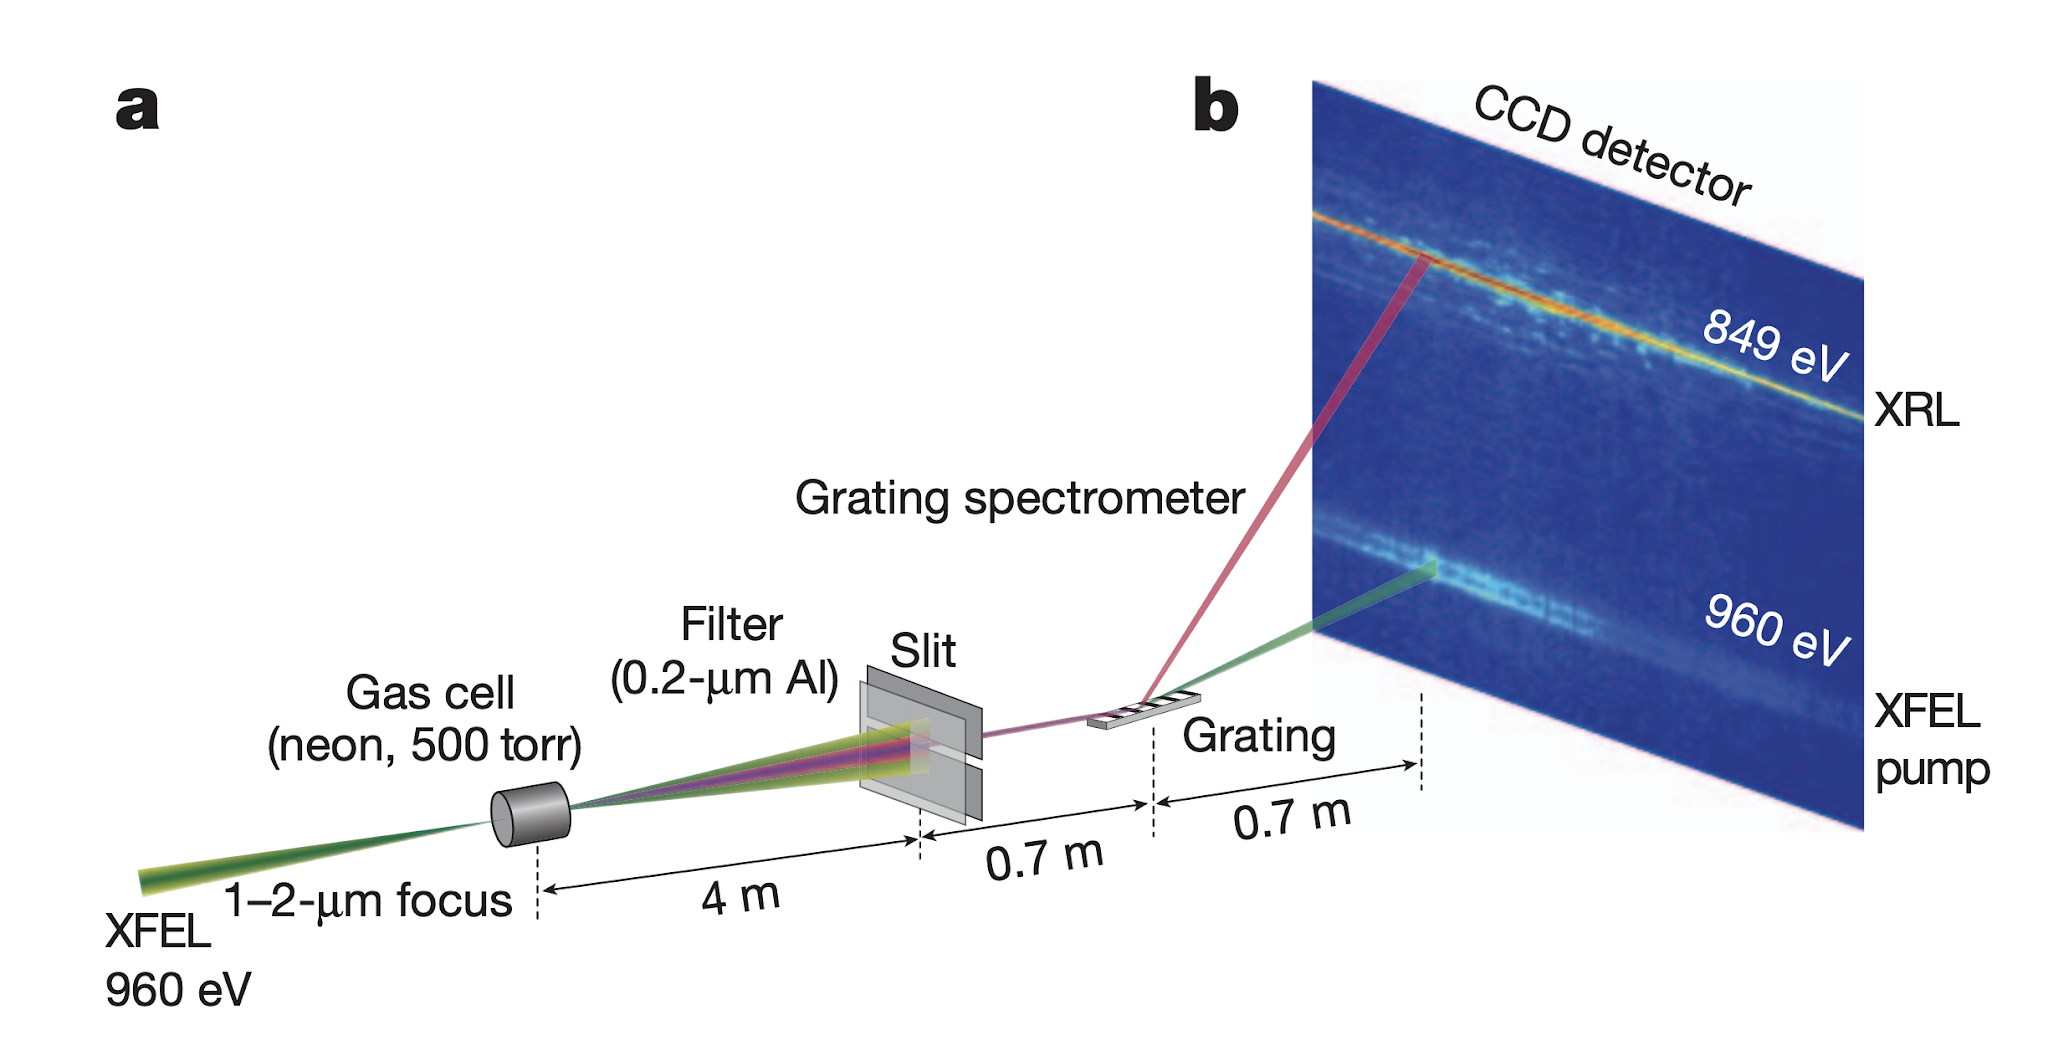 a
b
CCD detector
849 eV
XRL
Grating spectrometer
960 eV
Filter
(0.2-μm Al)
Slit
Gas cell
(neon, 500 torr)
XFEL
pump
Grating
0.7 m
0.7 m
4 m
1–2-μm focus
XFEL
960 eV